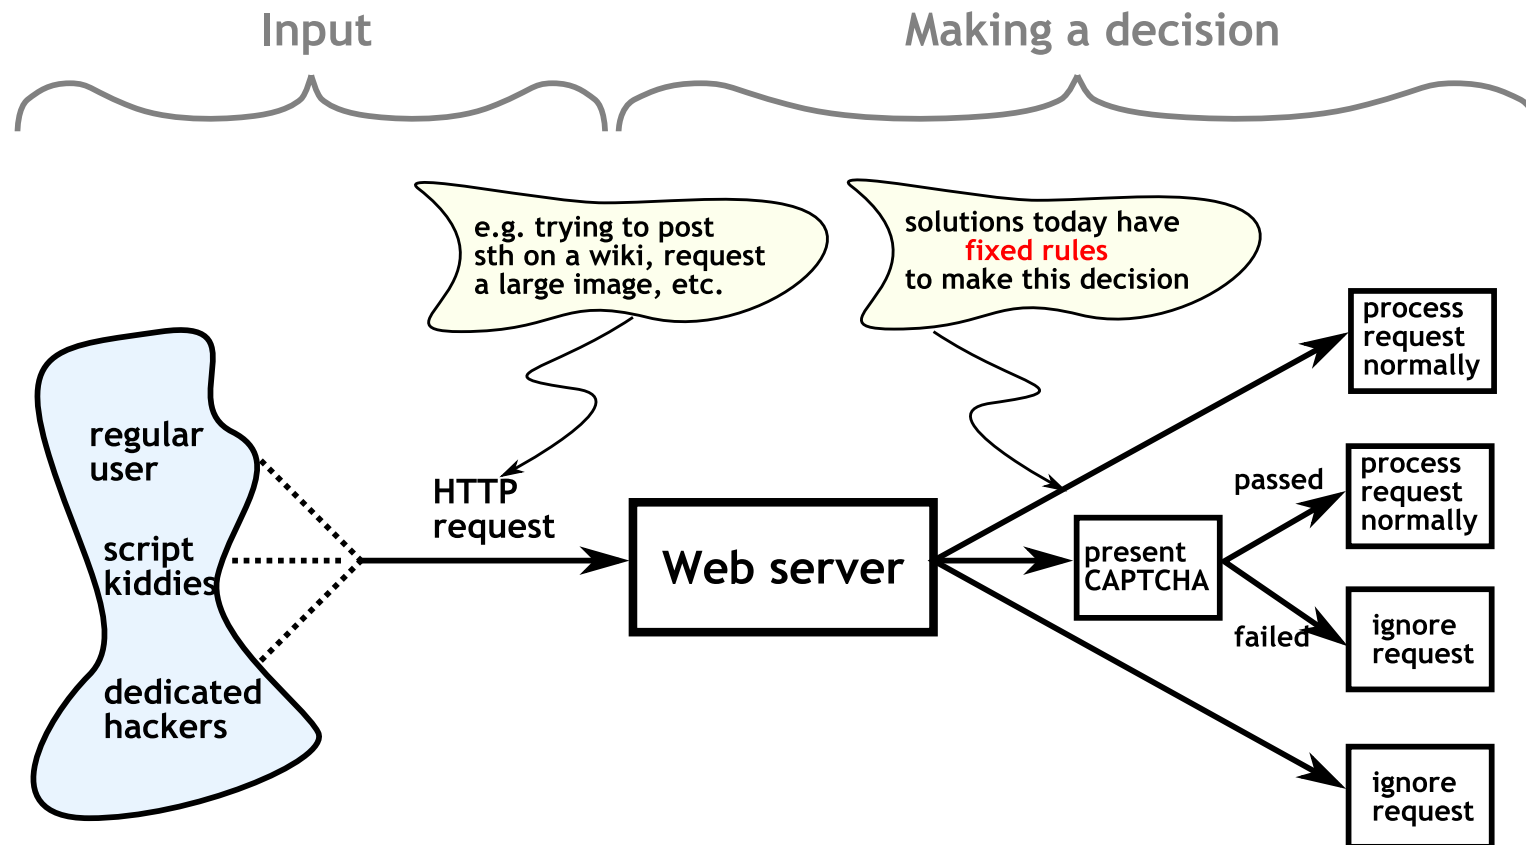 Input
Making a decision
e.g. trying to post
sth on a wiki, request
a large image, etc.
solutions today have
fixed rules
to make this decision
regular
user
script
kiddies
dedicated
hackers
HTTP
request
Web server
present
CAPTCHA
passed
failed
process
request
normally
process
request
normally
ignore
request
ignore
request